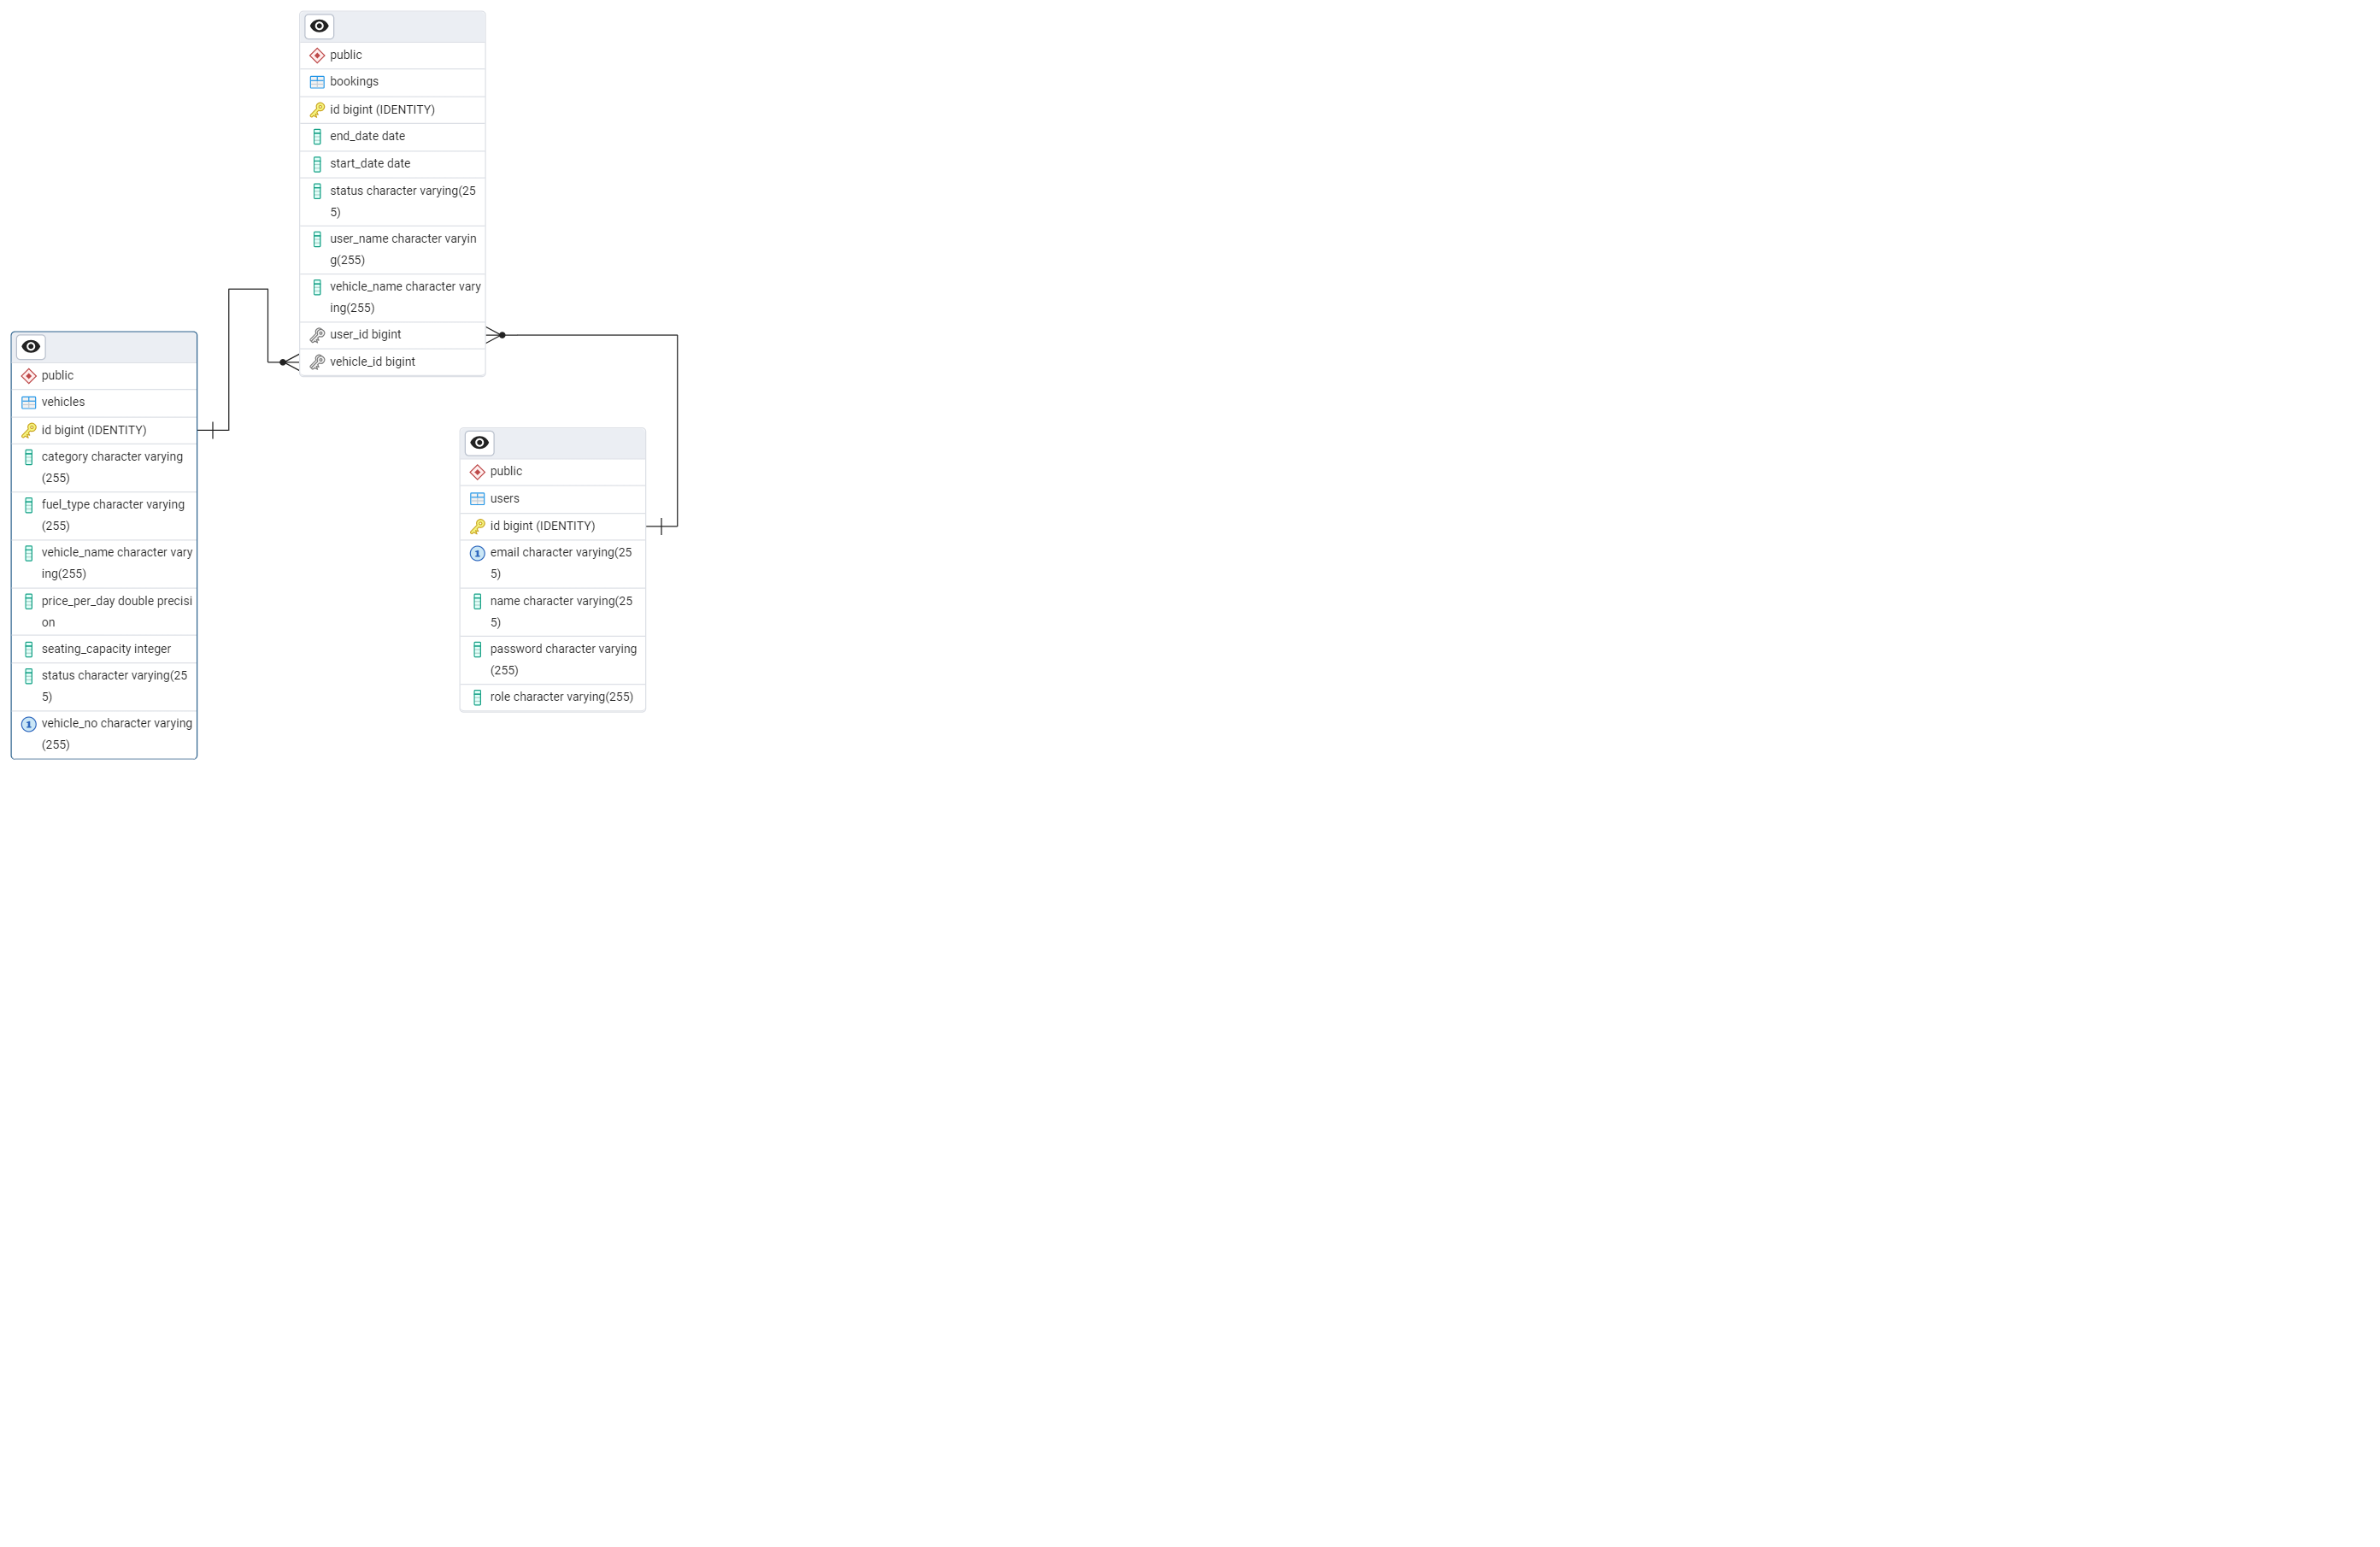 public
bookings
id bigint (IDENTITY)
end_date date
start_date date
status character varying(25
5)
user_name character varyin
g(255)
vehicle_name character vary
ing(255)
user_id bigint
vehicle_id bigint
public
vehicles
id bigint (IDENTITY)
category character varying
(255)
fuel_type character varying
(255)
vehicle_name character vary
ing(255)
price_per_day double precisi
on
seating_capacity integer
status character varying(25
5)
1 vehicle_no character varying
(255)
public
users
id bigint (IDENTITY)
1 email character varying(25
5)
name character varying(25
5)
password character varying
(255)
role character varying(255)